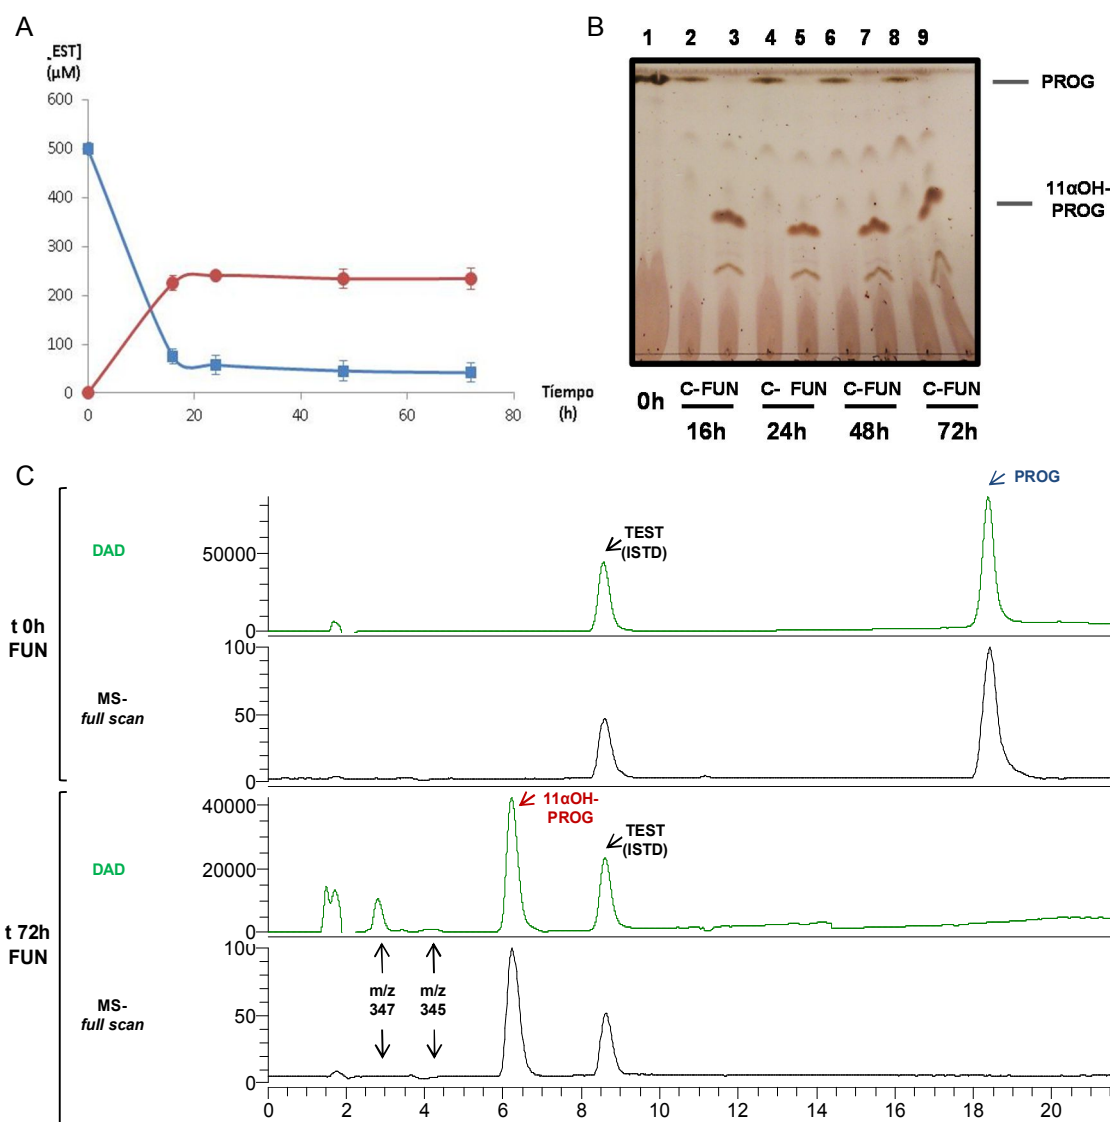 A
_EST]
(µM)
600
500
400
300
200
100
0
0
20
40
60
80
Tíempo
(h)
B
1 2 3 4 5 6 7 8 9
PROG
11αOH-
PROG
0h
C-FUN
C- FUN
C-FUN
C-FUN
16h
24h
48h
72h
C
t 0h
FUN
DAD
50000
0
TEST
(ISTD)
PROG
MS-
full scan
100
50
0
t 72h
FUN
DAD
40000
20000
0
11αOH-
PROG
TEST
(ISTD)
MS-
full scan
100
50
0
m/z
347
m/z
345
0 2 4 6 8 10 12 14 16 18 20